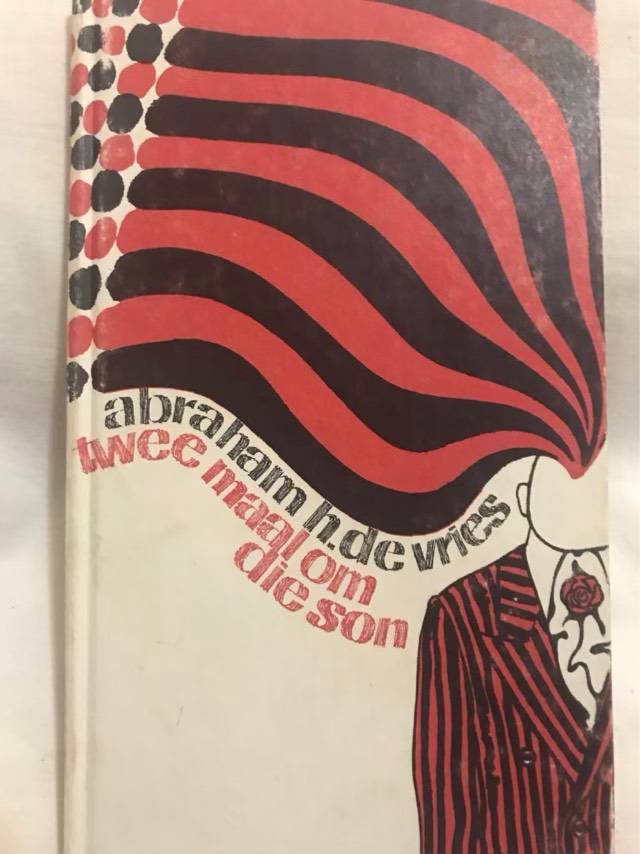 abraham h. de vries
twee maal om
die son